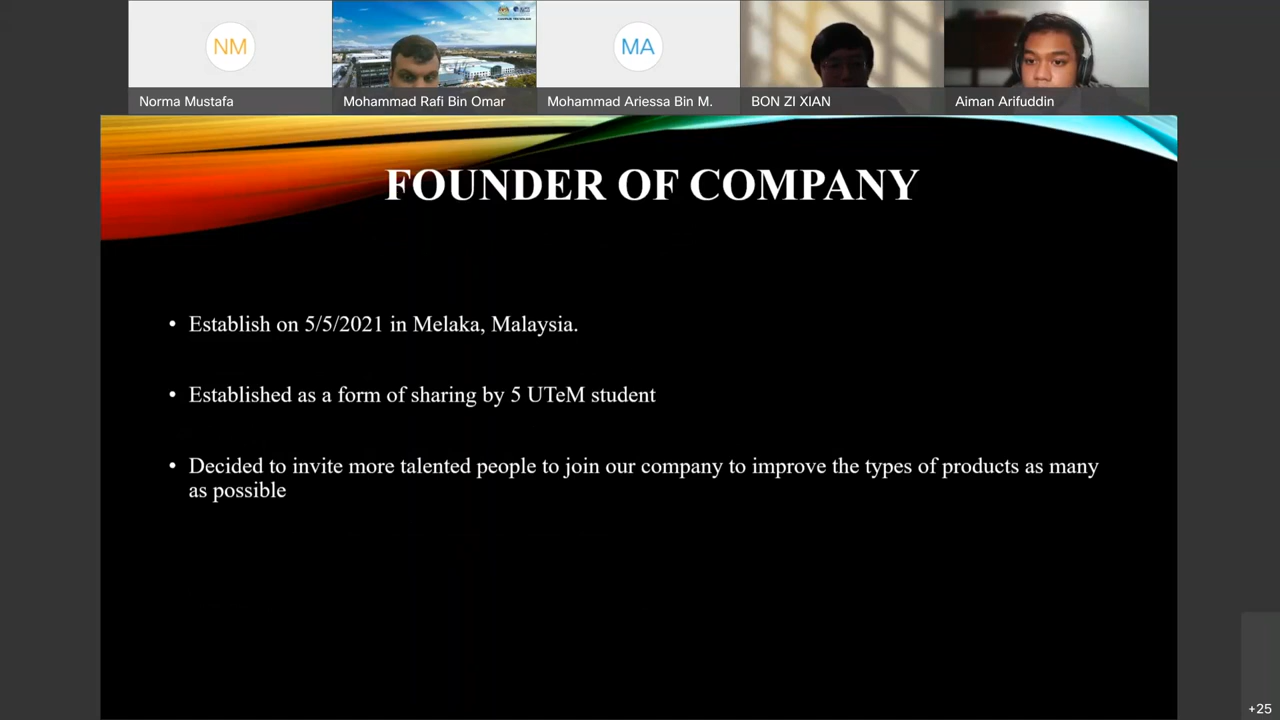 NM
MA
Norma Mustafa
Mohammad Rafi Bin Omar
Mohammad Ariessa Bin M.
BON ZI XIAN
Aiman Arifuddin
FOUNDER OF COMPANY
• Establish on 5/5/2021 in Melaka, Malaysia.
• Established as a form of sharing by 5 UTeM student
• Decided to invite more talented people to join our company to improve the types of products as many
as possible
+25